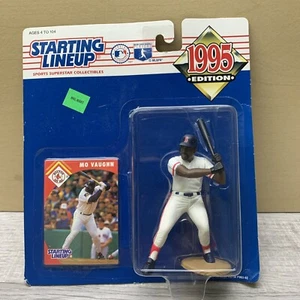 AGES 4 TO 104
STARTING
LINEUP
SPORTS SUPERSTAR COLLECTIBLES
1995
EDITION
MO VAUGHN
STARTING
LINEUP